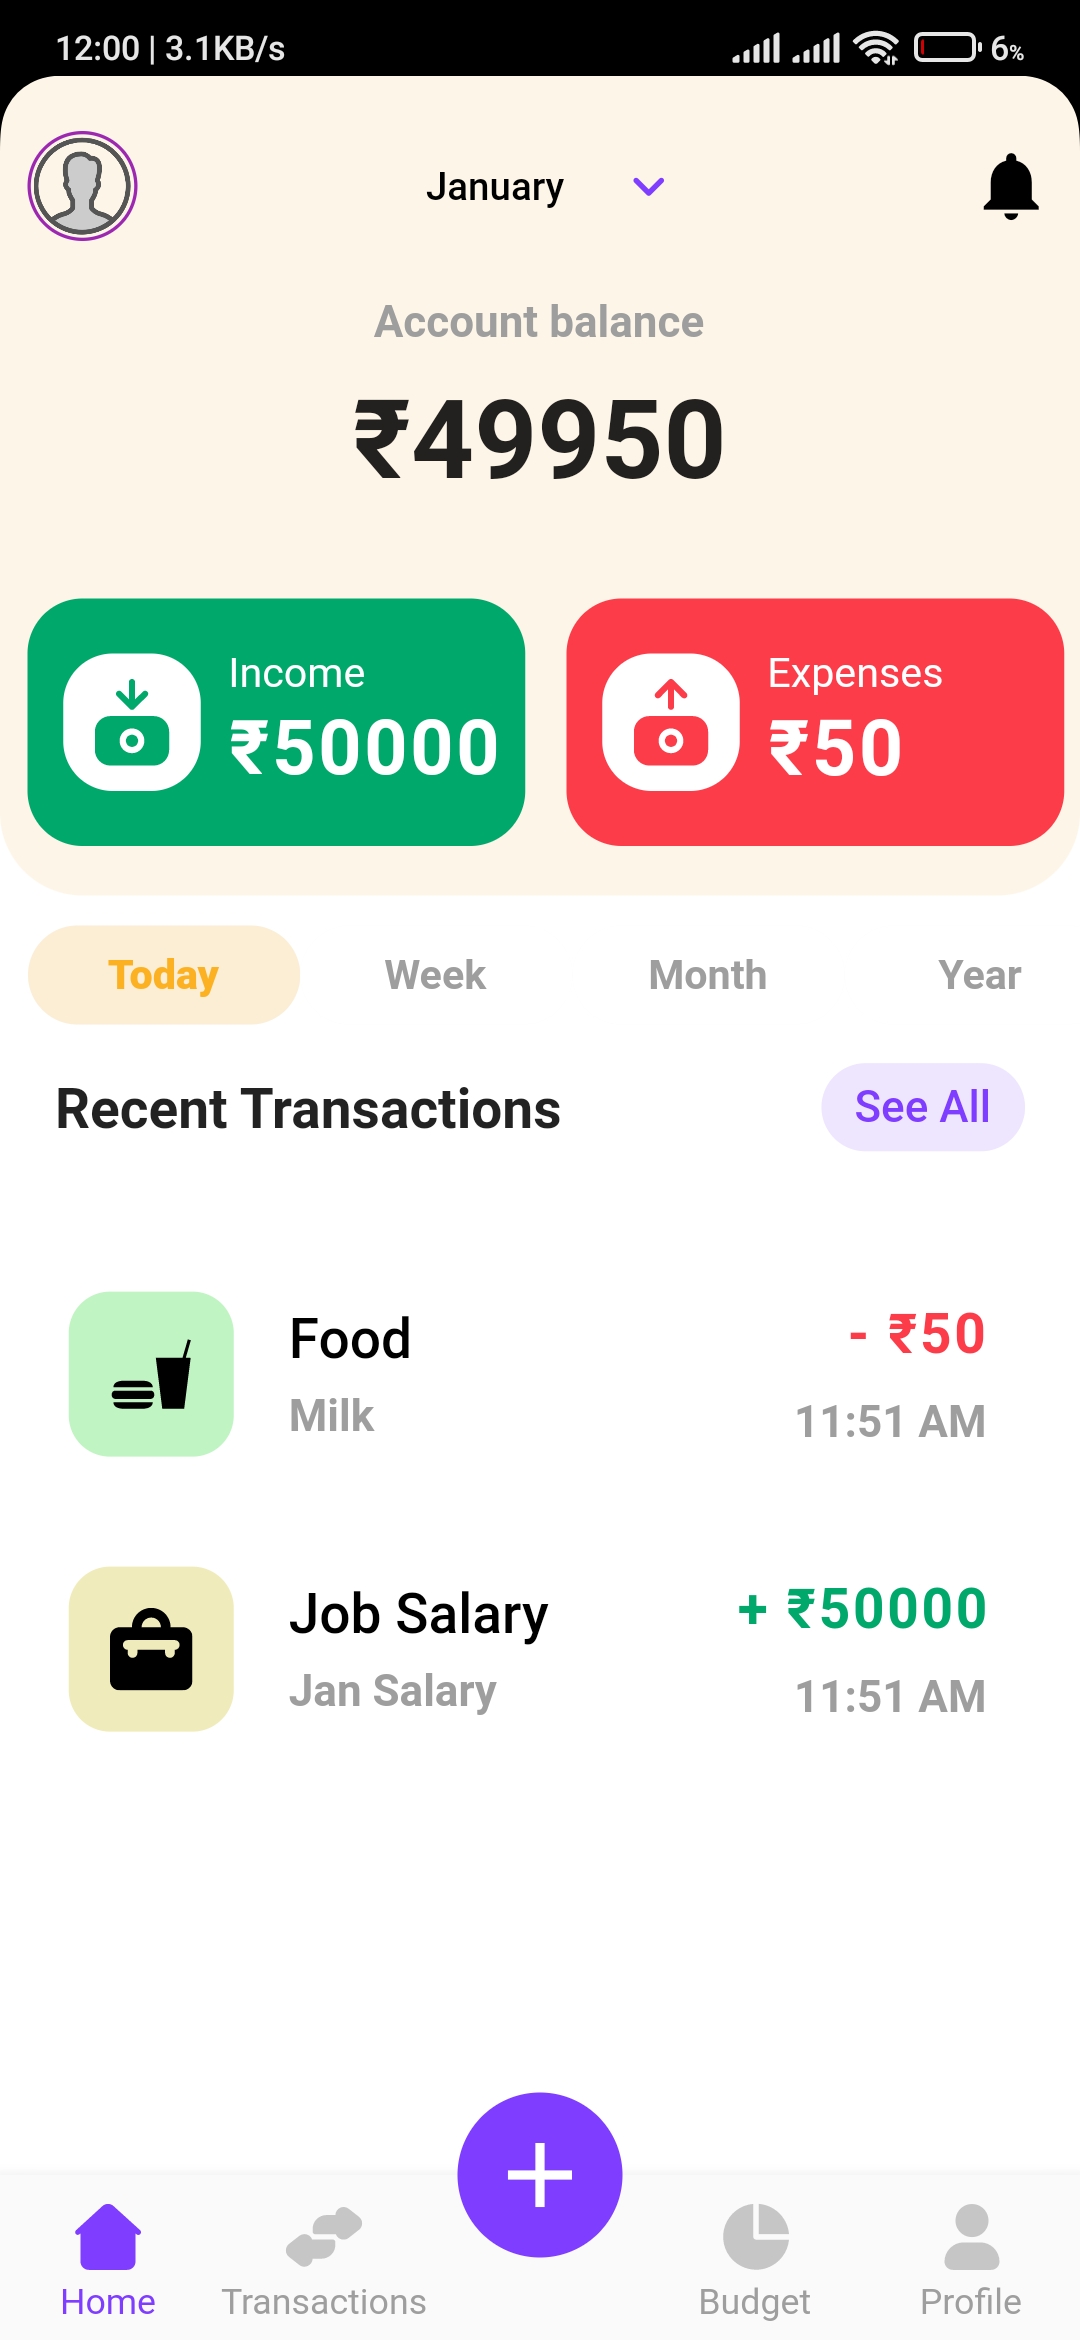 12:00 | 3.1KB/s 6%
January
Account balance
₹49950
Income
₹50000
Expenses
₹50
Today Week Month Year
Recent Transactions See All
Food - ₹50
Milk 11:51 AM
Job Salary + ₹50000
Jan Salary 11:51 AM
Home Transactions Budget Profile